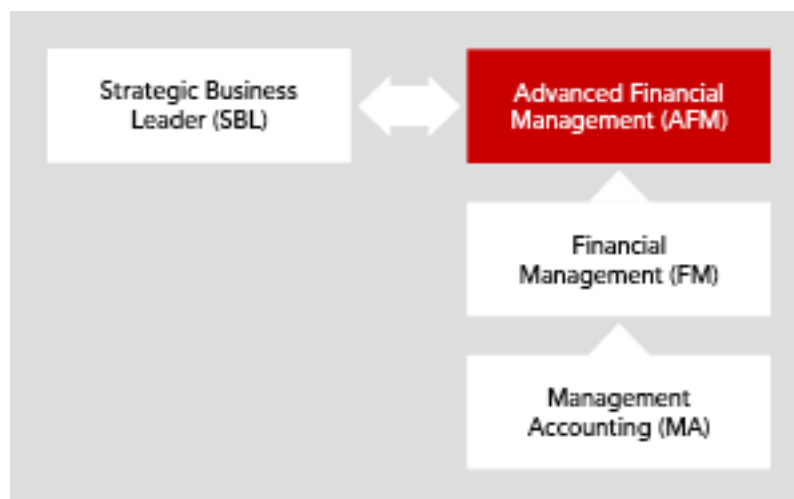 Strategic Business
Leader (SBL)
Advanced Financial
Management (AFM)
Financial
Management (FM)
Management
Accounting (MA)